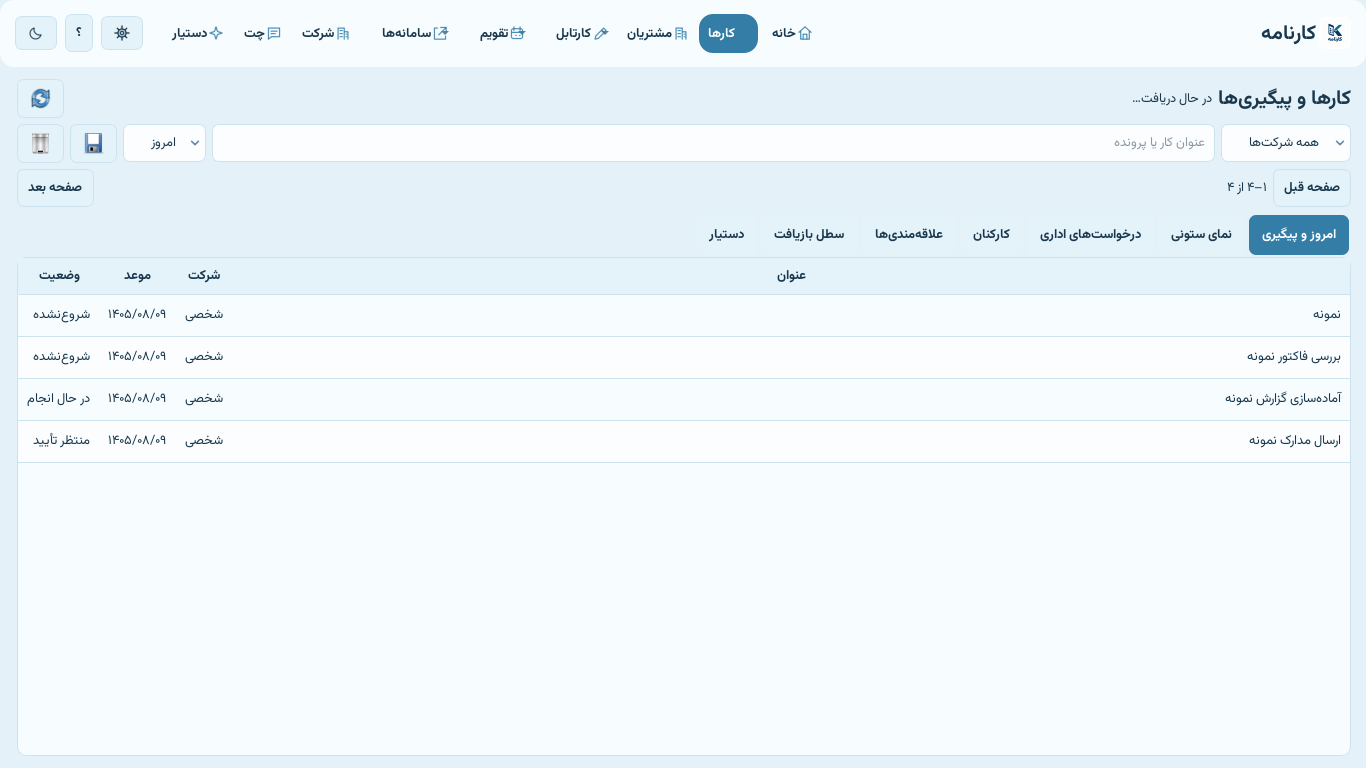 کارنامه
خانه
کارها
مشتریان
کارتابل
تقویم
سامانه‌ها
شرکت
چت
دستیار
؟
کارها و پیگیری‌ها در حال دریافت...
همه شرکت‌ها
عنوان کار یا پرونده
امروز
صفحه قبل
۱–۴ از ۴
صفحه بعد
امروز و پیگیری
نمای ستونی
درخواست‌های اداری
کارکنان
علاقه‌مندی‌ها
سطل بازیافت
دستیار
عنوان شرکت موعد وضعیت
نمونه شخصی ۱۴۰۵/۰۸/۰۹ شروع‌نشده
بررسی فاکتور نمونه شخصی ۱۴۰۵/۰۸/۰۹ شروع‌نشده
آماده‌سازی گزارش نمونه شخصی ۱۴۰۵/۰۸/۰۹ در حال انجام
ارسال مدارک نمونه شخصی ۱۴۰۵/۰۸/۰۹ منتظر تأیید